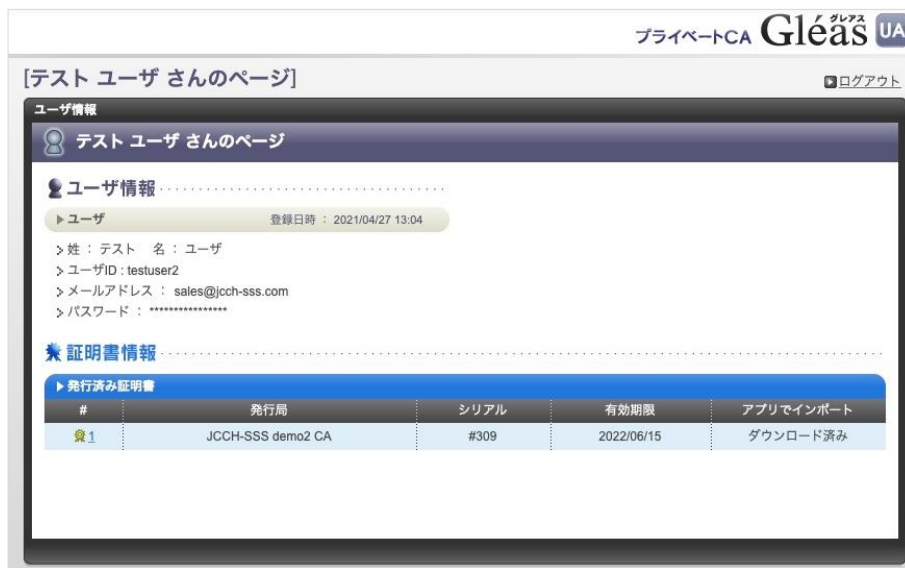 プライベートCA Gléas グレアス UA
[テスト ユーザ さんのページ]
ログアウト
ユーザ情報
テスト ユーザ さんのページ
ユーザ情報
ユーザ 登録日時 : 2021/04/27 13:04
姓 : テスト 名 : ユーザ
ユーザID : testuser2
メールアドレス : sales@jcch-sss.com
パスワード : ****************
証明書情報
発行済み証明書
# 発行局 シリアル 有効期限 アプリでインポート
1 JCCH-SSS demo2 CA #309 2022/06/15 ダウンロード済み